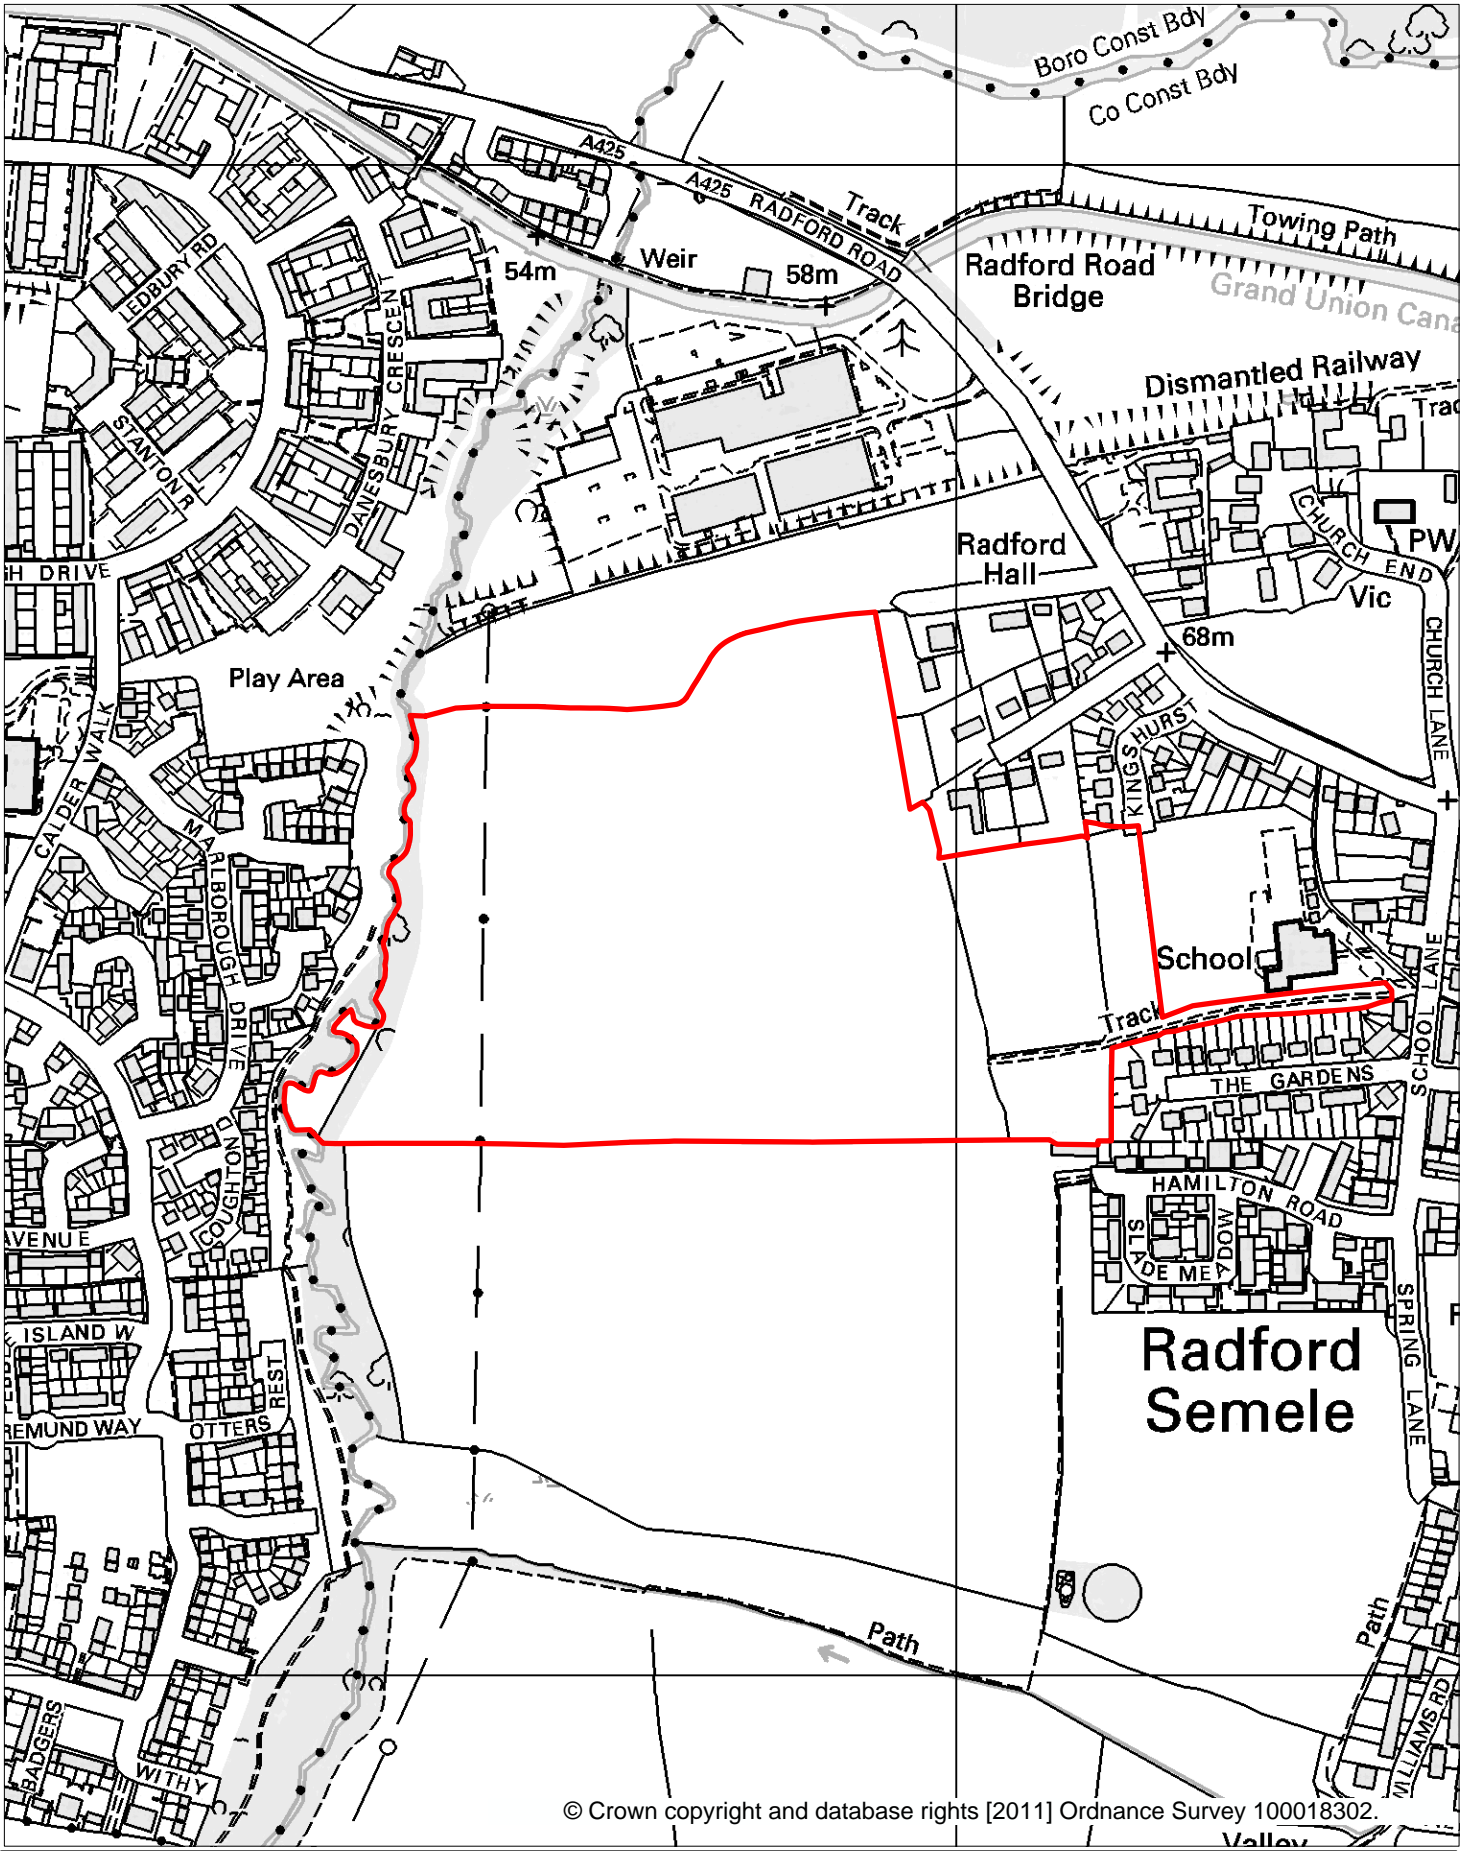 Boro Const Bdy
Co Const Bdy
A425
A425 RADFORD ROAD
Track
Towing Path
Weir
54m
58m
Radford Road
Bridge
Grand Union Cana
EDBURY RD
DANESBURY CRESCENT
STANTON R
Dismantled Railway
Trac
CHURCH END
PW
Radford
Hall
Vic
GH DRIVE
68m
CHURCH LANE
Play Area
KINGSHURST
CALDER WALK
MARLBOROUGH DRIVE
School
SCHOOL LANE
Track
THE GARDENS
COUGHTON
HAMILTON ROAD
SLADE MEADOW
AVENUE
ISLAND W
SPRING LANE
Radford
Semele
REST
OTTERS
REMUND WAY
Path
Path
WILLIAMS RD
BADGERS
WITHY
© Crown copyright and database rights [2011] Ordnance Survey 100018302.
Valley